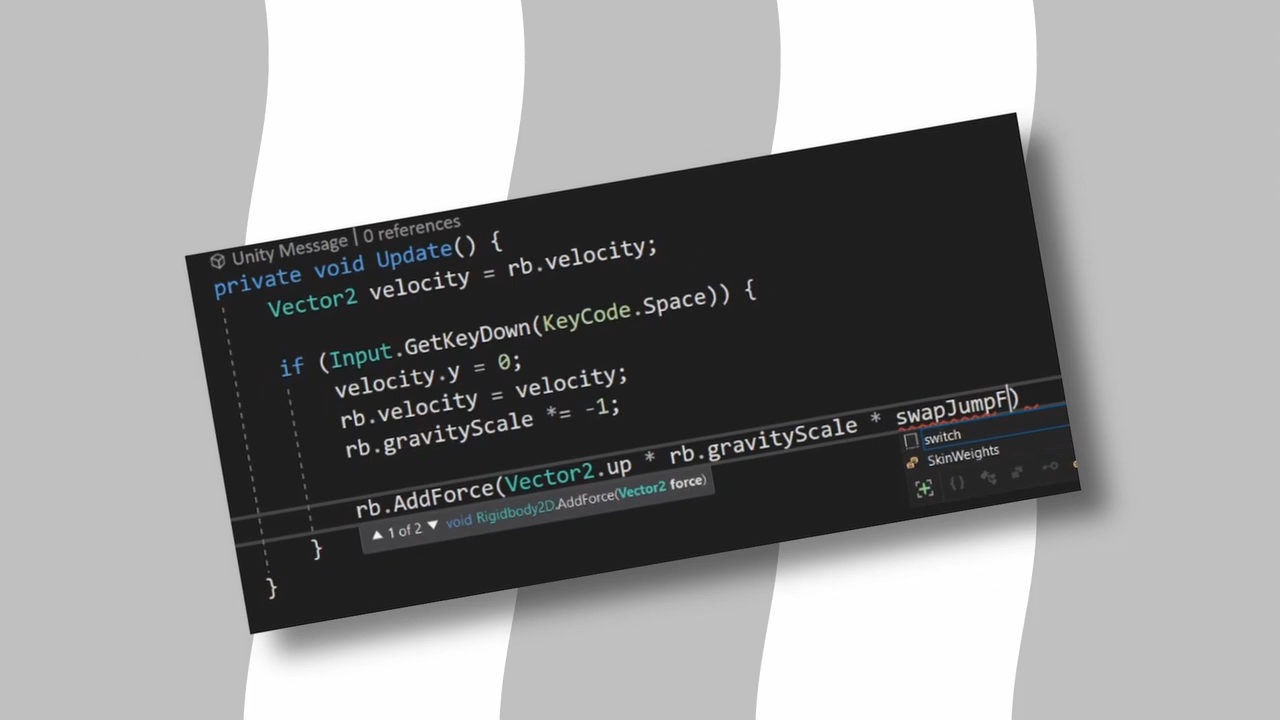 Unity Message | 0 references
private void Update() {
Vector2 velocity = rb.velocity;
if (Input.GetKeyDown(KeyCode.Space)) {
velocity.y = 0;
rb.velocity = velocity;
rb.gravityScale *= -1;
rb.AddForce(Vector2.up * rb.gravityScale * swapJumpF)
▲ 1 of 2 ▼ void Rigidbody2D.AddForce(Vector2 force)
switch
SkinWeights
}
}